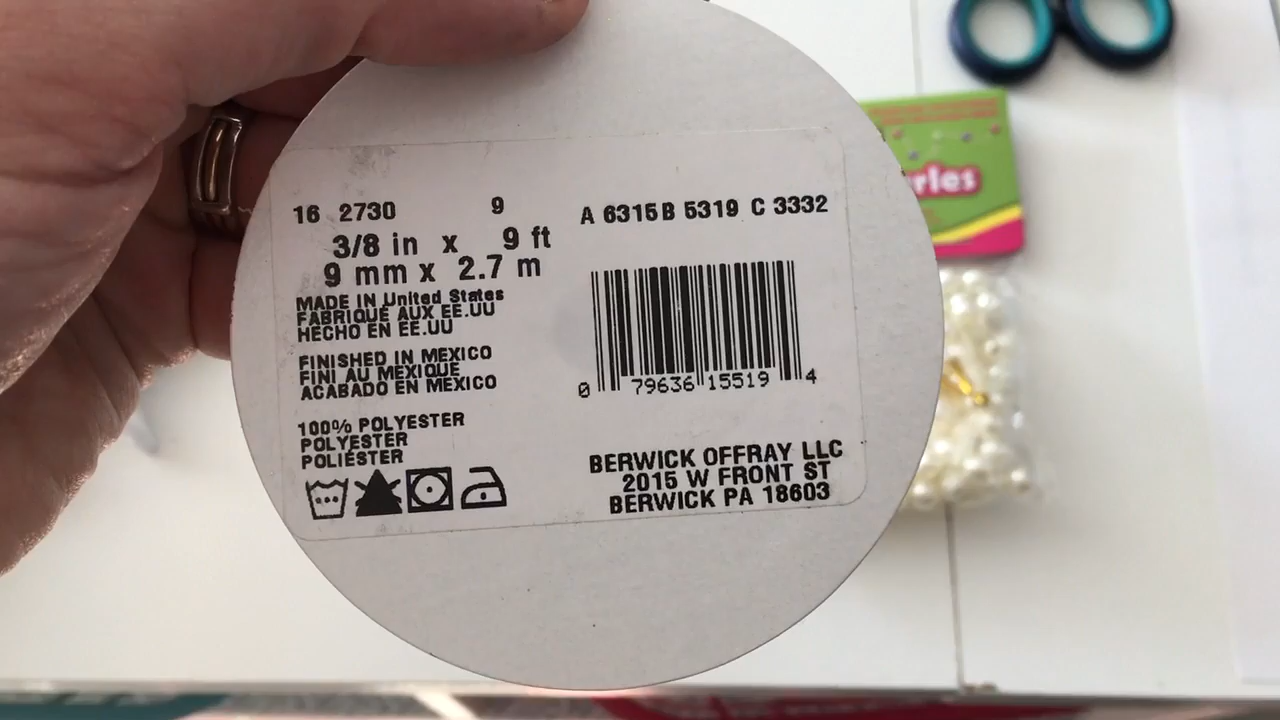 16 2730 9
A 6315 B 5319 C 3332
3/8 in x 9 ft
9 mm x 2.7 m
MADE IN United States
FABRIQUÉ AUX EE.UU
HECHO EN EE.UU
FINISHED IN MEXICO
FINI AU MEXIQUE
ACABADO EN MEXICO
100% POLYESTER
POLYESTER
POLIÉSTER
0 79636 15519 4
BERWICK OFFRAY LLC
2015 W FRONT ST
BERWICK PA 18603